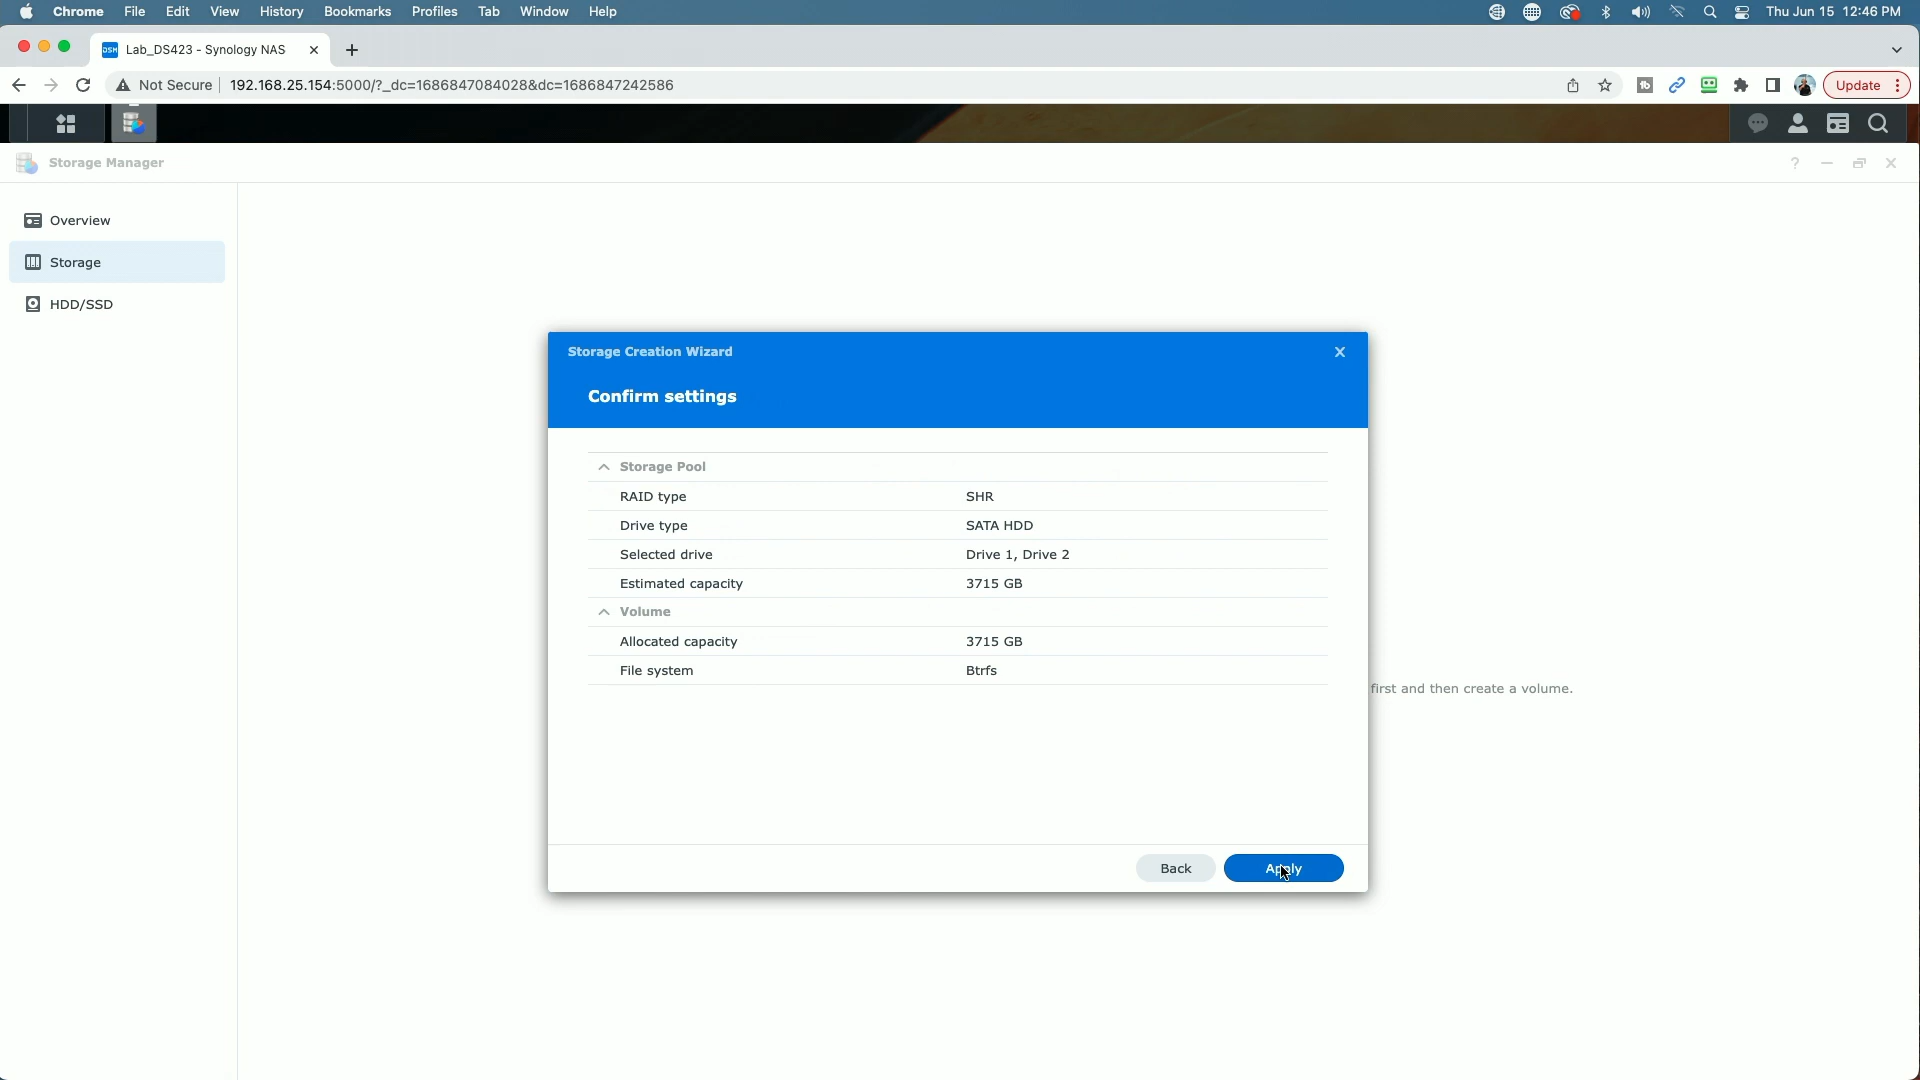 Chrome File Edit View History Bookmarks Profiles Tab Window Help Thu Jun 15 12:46 PM
DSM Lab_DS423 - Synology NAS
Not Secure 192.168.25.154:5000/?_dc=1686847084028&dc=1686847242586 Update
Storage Manager
Overview
Storage
HDD/SSD
Storage Creation Wizard
Confirm settings
Storage Pool
RAID type SHR
Drive type SATA HDD
Selected drive Drive 1, Drive 2
Estimated capacity 3715 GB
Volume
Allocated capacity 3715 GB
File system Btrfs
first and then create a volume.
Back Apply